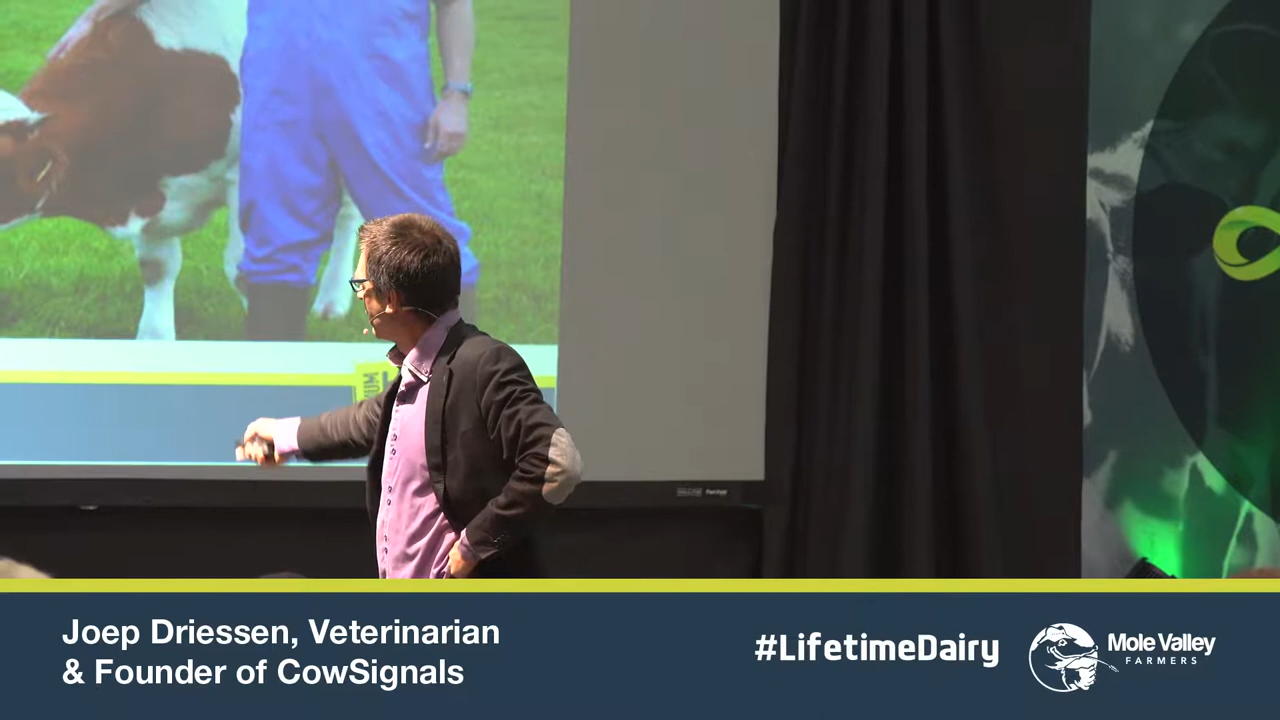 Joep Driessen, Veterinarian
& Founder of CowSignals
#LifetimeDairy
Mole Valley
FARMERS